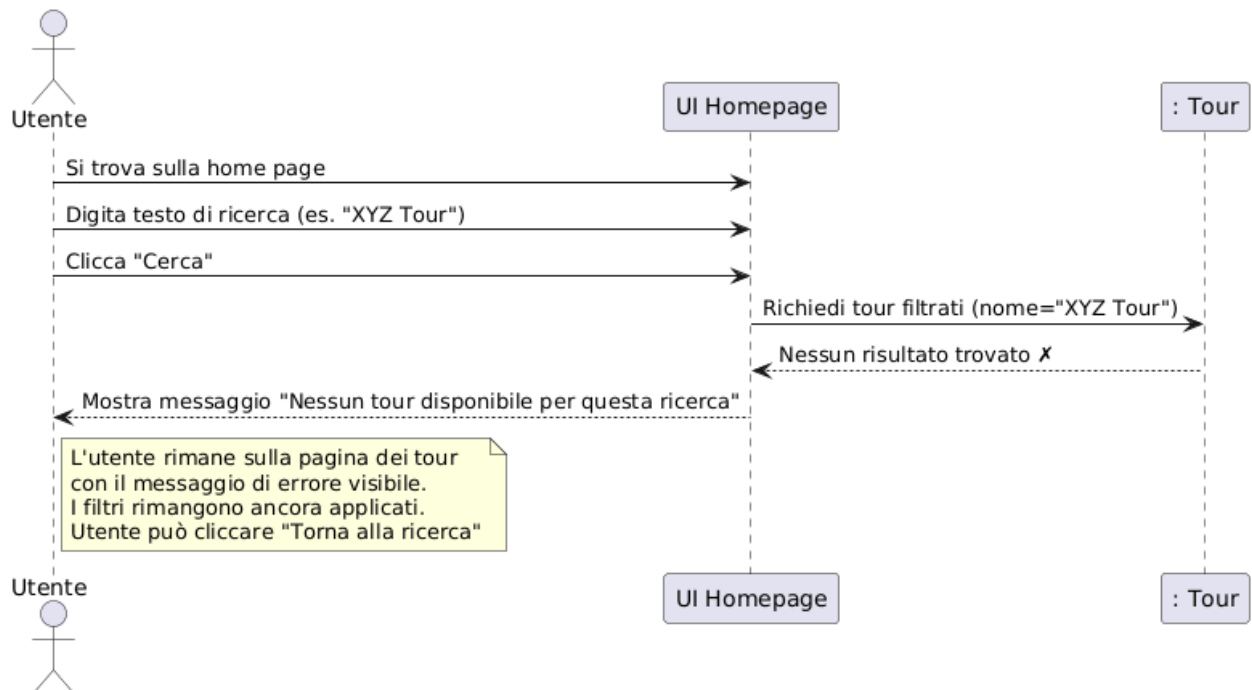 Utente
UI Homepage
: Tour
Si trova sulla home page
Digita testo di ricerca (es. "XYZ Tour")
Clicca "Cerca"
Richiedi tour filtrati (nome="XYZ Tour")
Nessun risultato trovato ✗
Mostra messaggio "Nessun tour disponibile per questa ricerca"
L'utente rimane sulla pagina dei tour
con il messaggio di errore visibile.
I filtri rimangono ancora applicati.
Utente può cliccare "Torna alla ricerca"
Utente
UI Homepage
: Tour